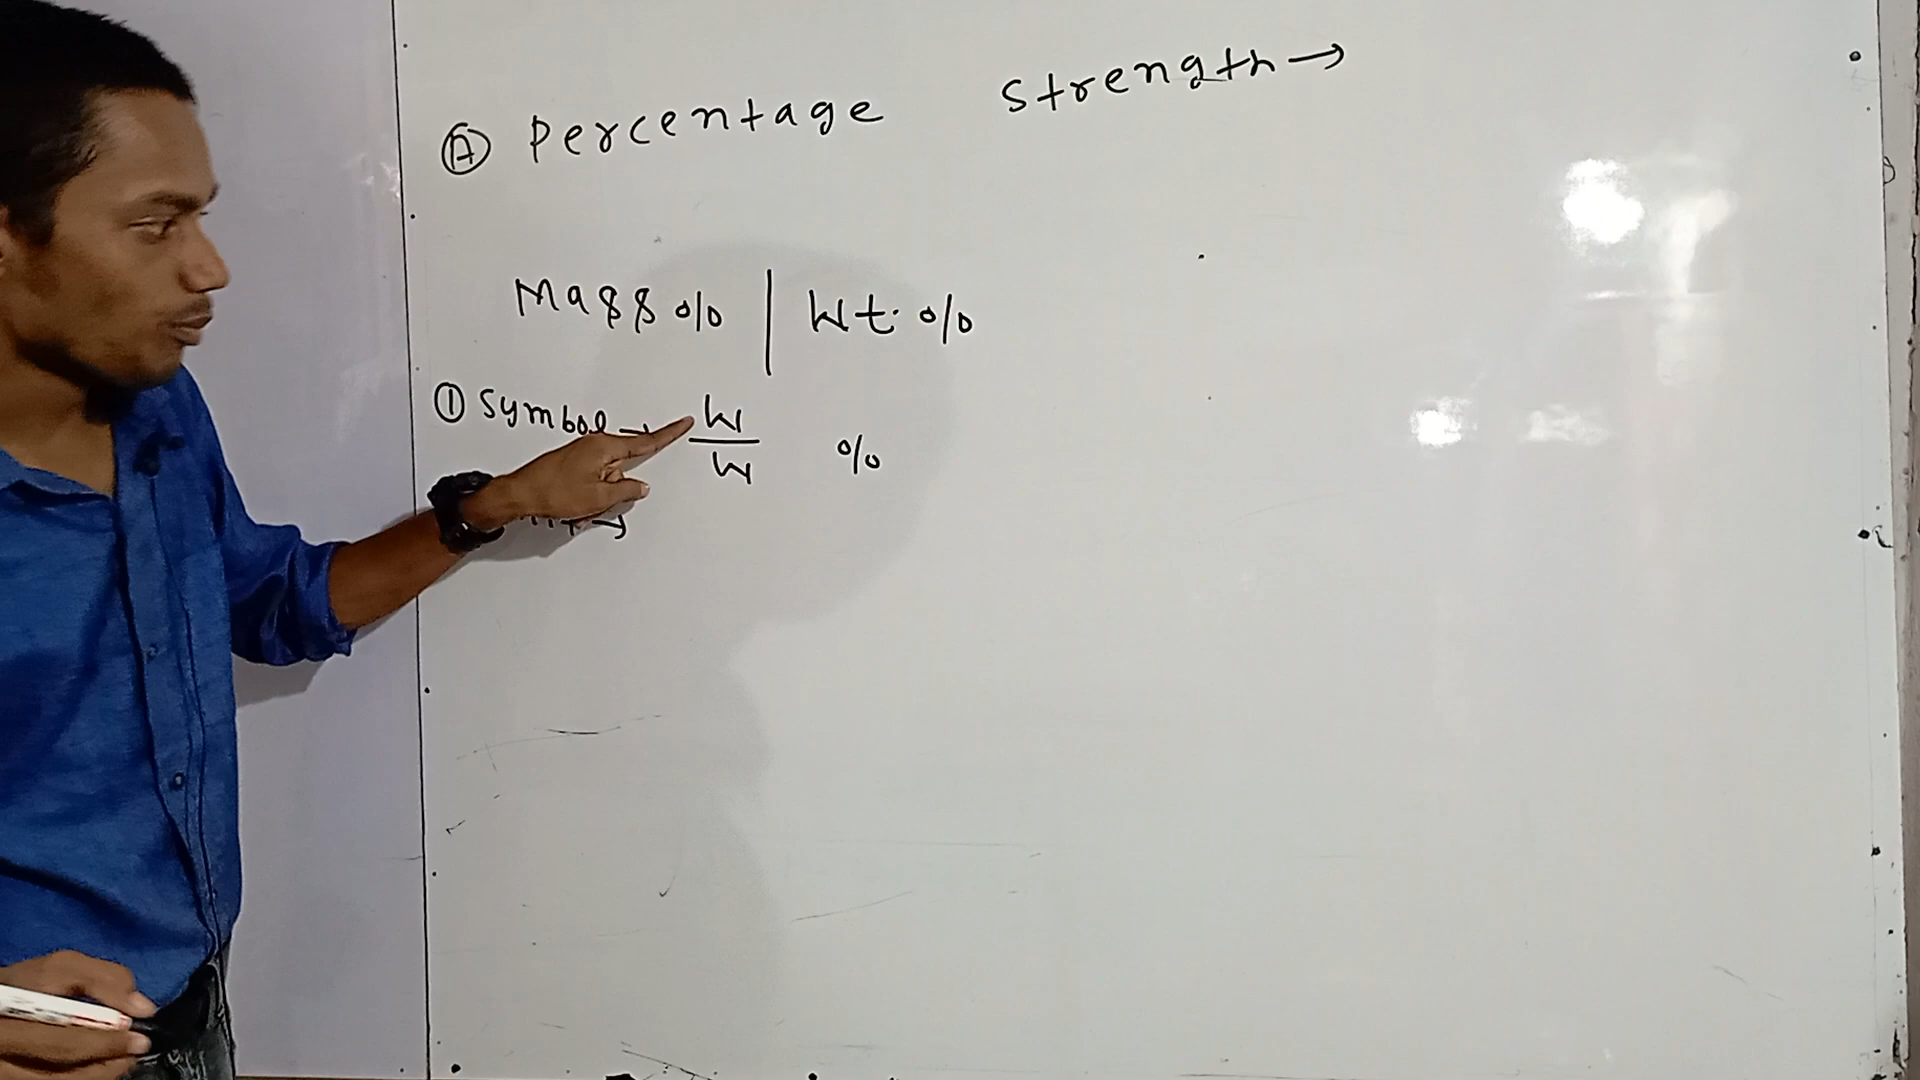 Ⓐ Percentage Strength →
Mass % | Wt. %
① Symbol → W/W %
→